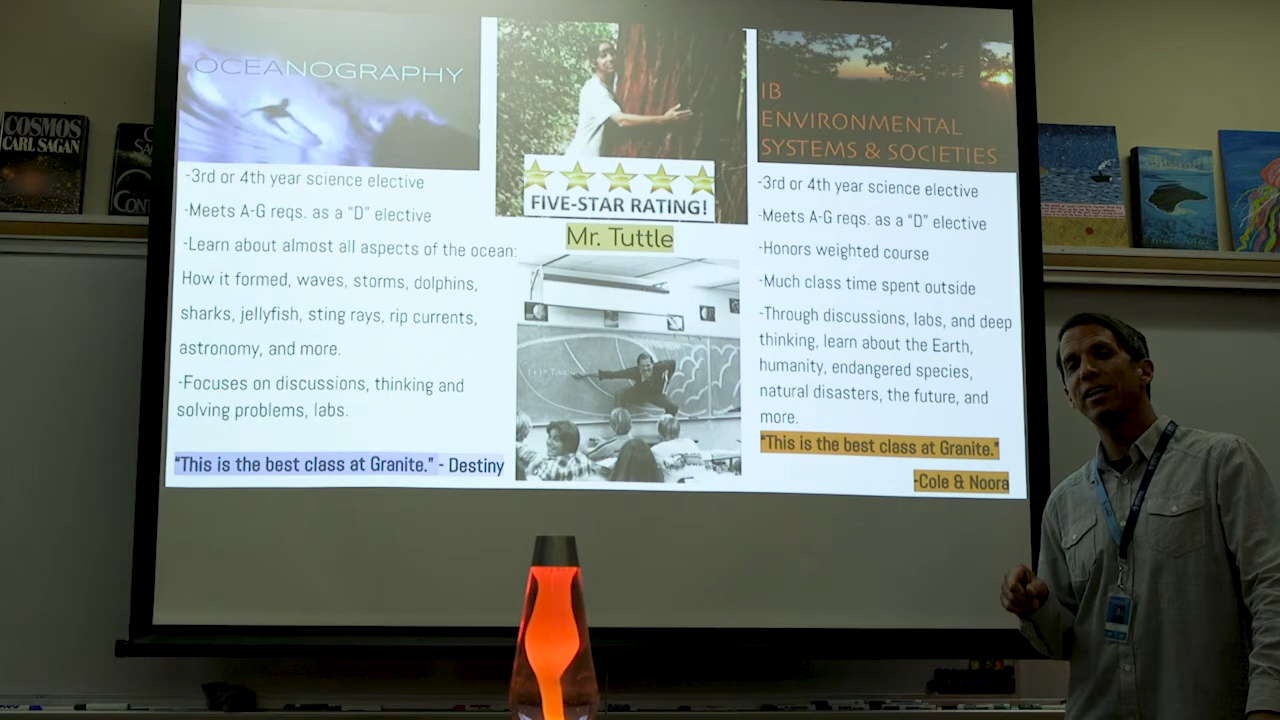 COSMOS
CARL SAGAN
OCEANOGRAPHY
-3rd or 4th year science elective
-Meets A-G reqs. as a “D” elective
-Learn about almost all aspects of the ocean:
How it formed, waves, storms, dolphins,
sharks, jellyfish, sting rays, rip currents,
astronomy, and more.
-Focuses on discussions, thinking and
solving problems, labs.
“This is the best class at Granite.” - Destiny
FIVE-STAR RATING!
Mr. Tuttle
IB
ENVIRONMENTAL
SYSTEMS & SOCIETIES
-3rd or 4th year science elective
-Meets A-G reqs. as a “D” elective
-Honors weighted course
-Much class time spent outside
-Through discussions, labs, and deep
thinking, learn about the Earth,
humanity, endangered species,
natural disasters, the future, and
more.
“This is the best class at Granite.”
-Cole & Noora